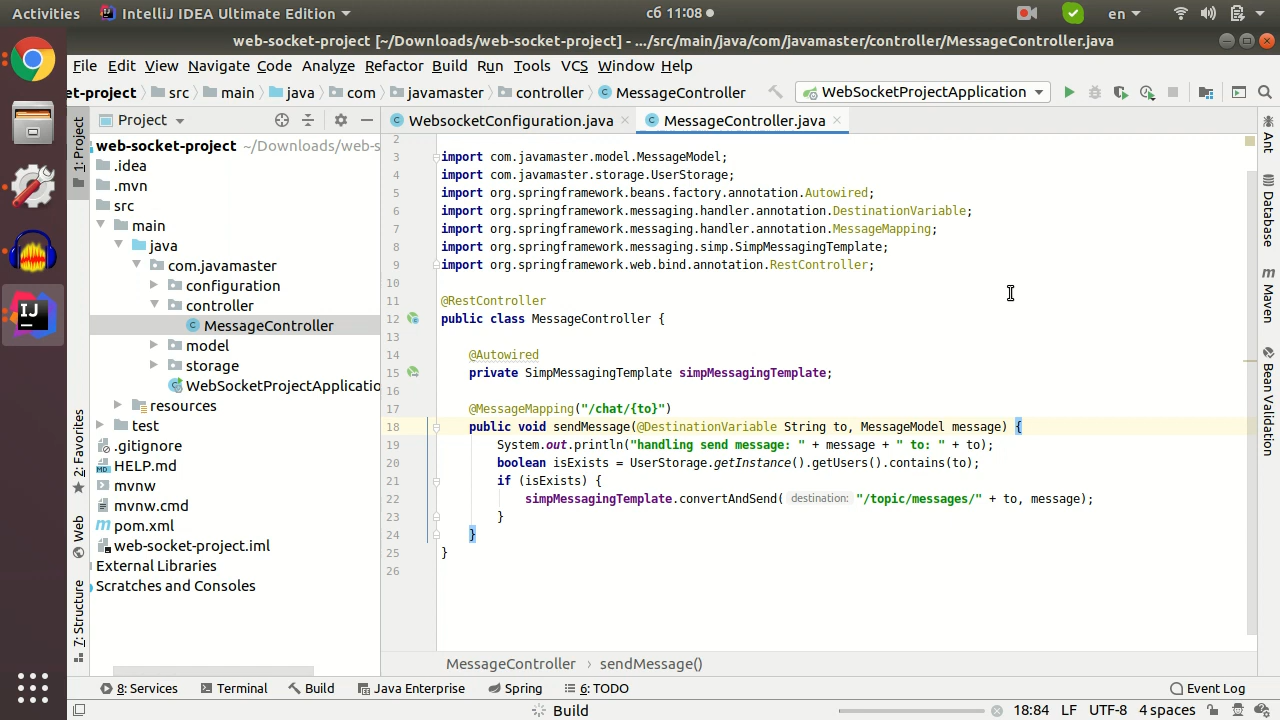 Activities IntelliJ IDEA Ultimate Edition сб 11:08 en
web-socket-project [~/Downloads/web-socket-project] - .../src/main/java/com/javamaster/controller/MessageController.java
File Edit View Navigate Code Analyze Refactor Build Run Tools VCS Window Help
et-project src main java com javamaster controller MessageController WebSocketProjectApplication
1: Project
Project
WebsocketConfiguration.java MessageController.java
web-socket-project ~/Downloads/web-s
.idea
.mvn
src
main
java
com.javamaster
configuration
controller
MessageController
model
storage
WebSocketProjectApplicatio
resources
test
.gitignore
HELP.md
mvnw
mvnw.cmd
pom.xml
web-socket-project.iml
External Libraries
Scratches and Consoles
2: Favorites
Web
7: Structure
2
3 import com.javamaster.model.MessageModel;
4 import com.javamaster.storage.UserStorage;
5 import org.springframework.beans.factory.annotation.Autowired;
6 import org.springframework.messaging.handler.annotation.DestinationVariable;
7 import org.springframework.messaging.handler.annotation.MessageMapping;
8 import org.springframework.messaging.simp.SimpMessagingTemplate;
9 import org.springframework.web.bind.annotation.RestController;
10
11 @RestController
12 public class MessageController {
13
14 @Autowired
15 private SimpMessagingTemplate simpMessagingTemplate;
16
17 @MessageMapping("/chat/{to}")
18 public void sendMessage(@DestinationVariable String to, MessageModel message) {
19 System.out.println("handling send message: " + message + " to: " + to);
20 boolean isExists = UserStorage.getInstance().getUsers().contains(to);
21 if (isExists) {
22 simpMessagingTemplate.convertAndSend( destination: "/topic/messages/" + to, message);
23 }
24 }
25 }
26
Ant
Database
Maven
Bean Validation
MessageController › sendMessage()
8: Services Terminal Build Java Enterprise Spring 6: TODO Event Log
Build 18:84 LF UTF-8 4 spaces